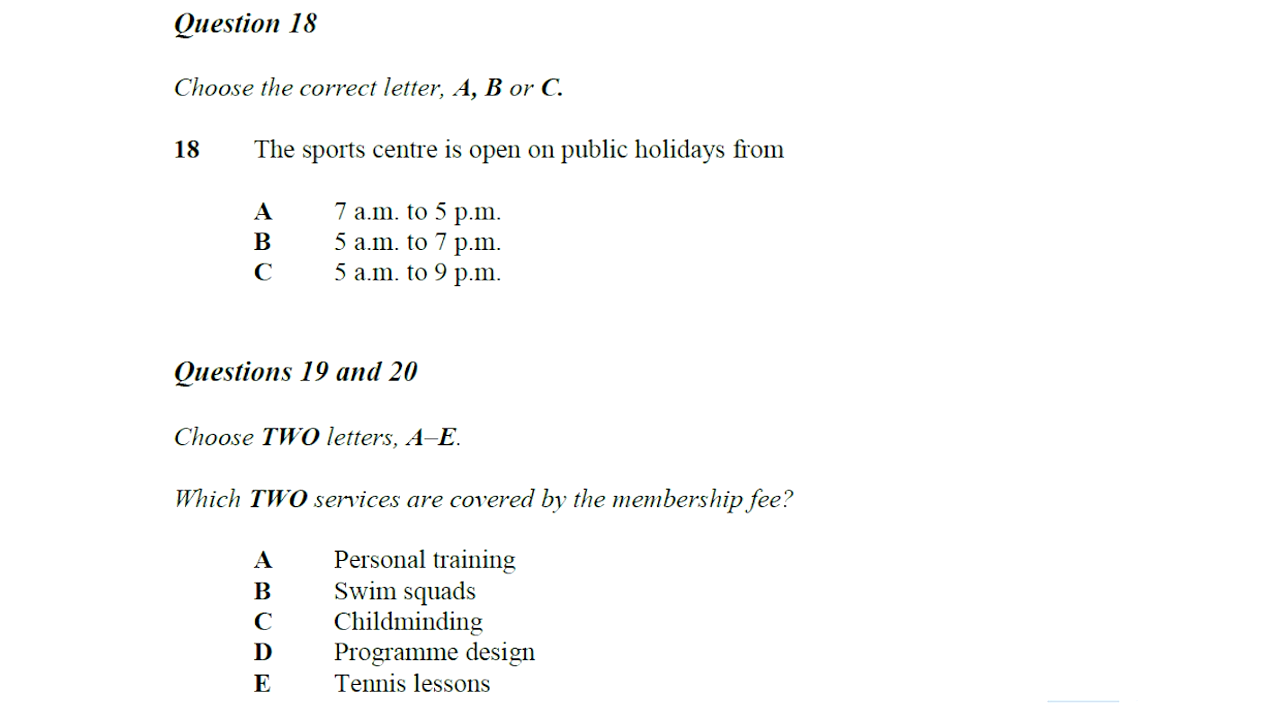 Question 18
Choose the correct letter, A, B or C.
18 The sports centre is open on public holidays from
A 7 a.m. to 5 p.m.
B 5 a.m. to 7 p.m.
C 5 a.m. to 9 p.m.
Questions 19 and 20
Choose TWO letters, A–E.
Which TWO services are covered by the membership fee?
A Personal training
B Swim squads
C Childminding
D Programme design
E Tennis lessons